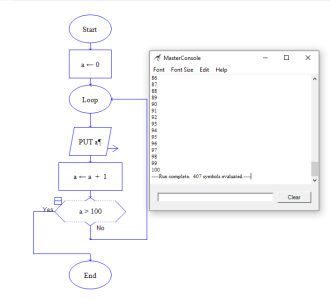 Start
a ← 0
Loop
PUT a¶
a ← a + 1
Yes
a > 100
No
End
MasterConsole
Font Font Size Edit Help
86
87
88
89
90
91
92
93
94
95
96
97
98
99
100
----Run complete. 407 symbols evaluated.----
Clear